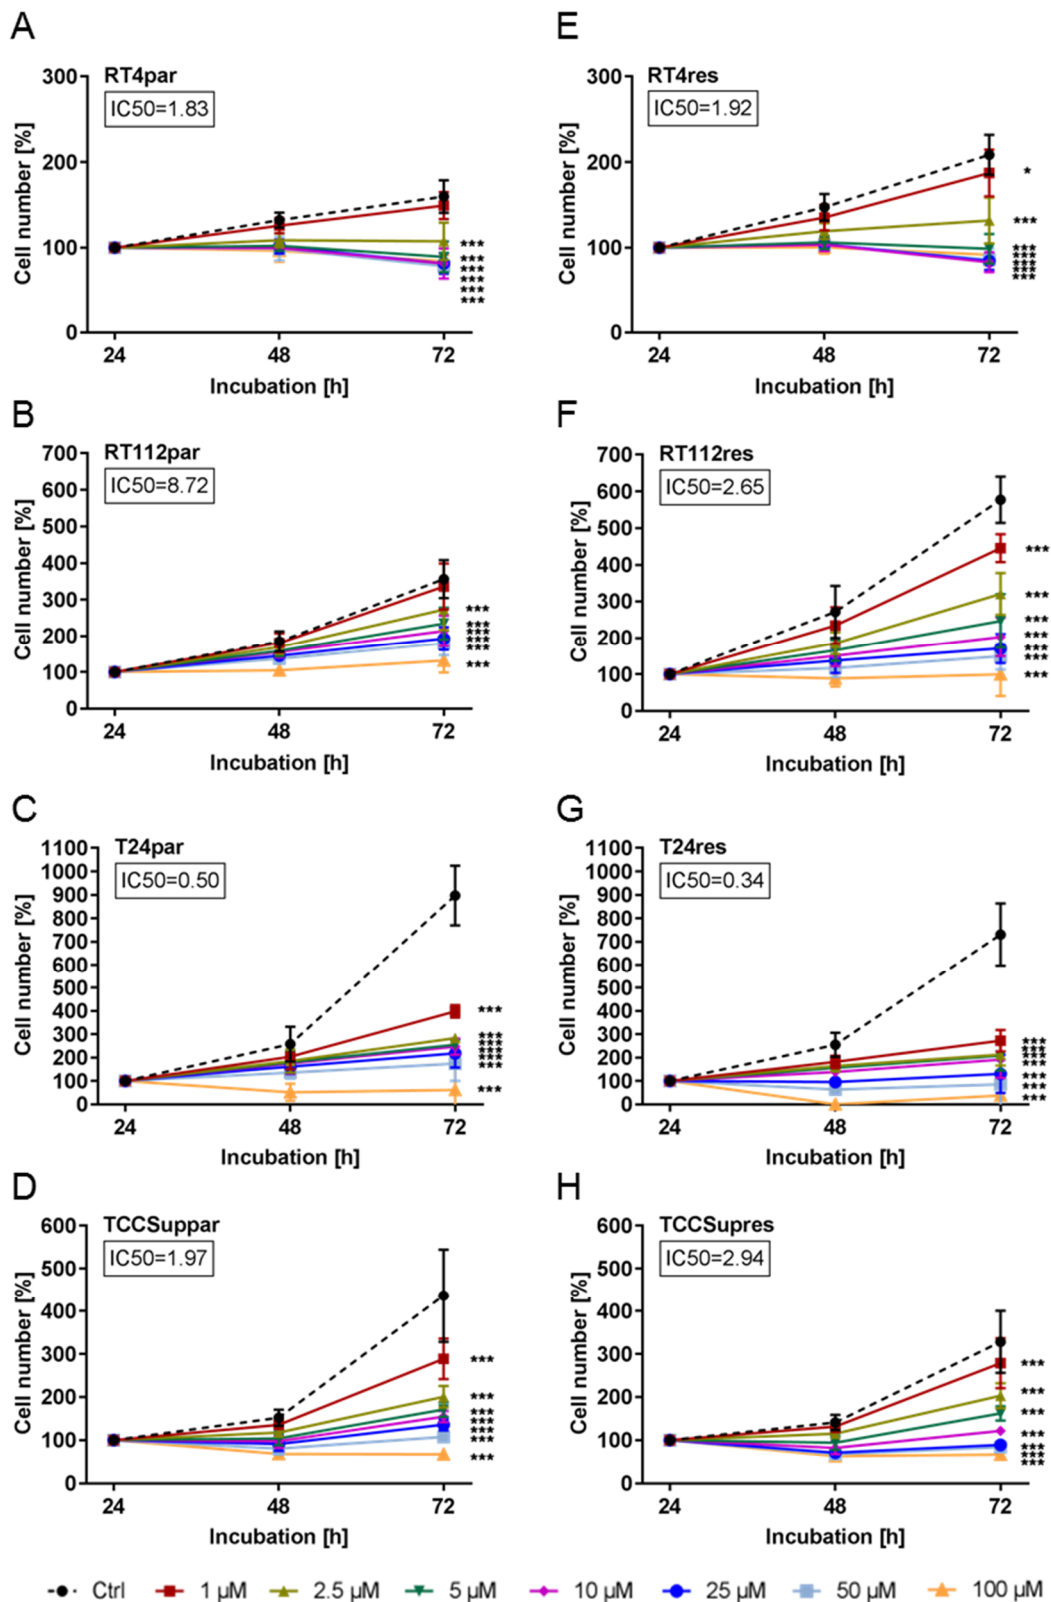 A
RT4par
IC50=1.83
Cell number [%]
300
200
100
0
24 48 72
Incubation [h]
***
***
***
***
***
***
E
RT4res
IC50=1.92
Cell number [%]
300
200
100
0
24 48 72
Incubation [h]
*
***
***
***
***
***
***
B
RT112par
IC50=8.72
Cell number [%]
700
600
500
400
300
200
100
0
24 48 72
Incubation [h]
***
***
***
***
***
***
F
RT112res
IC50=2.65
Cell number [%]
700
600
500
400
300
200
100
0
24 48 72
Incubation [h]
***
***
***
***
***
***
***
C
T24par
IC50=0.50
Cell number [%]
1100
1000
900
800
700
600
500
400
300
200
100
0
24 48 72
Incubation [h]
***
***
***
***
***
***
***
G
T24res
IC50=0.34
Cell number [%]
1100
1000
900
800
700
600
500
400
300
200
100
0
24 48 72
Incubation [h]
***
***
***
***
***
***
***
D
TCCSuppar
IC50=1.97
Cell number [%]
600
500
400
300
200
100
0
24 48 72
Incubation [h]
***
***
***
***
***
***
***
H
TCCSupres
IC50=2.94
Cell number [%]
600
500
400
300
200
100
0
24 48 72
Incubation [h]
***
***
***
***
***
***
***
Ctrl 1 µM 2.5 µM 5 µM 10 µM 25 µM 50 µM 100 µM